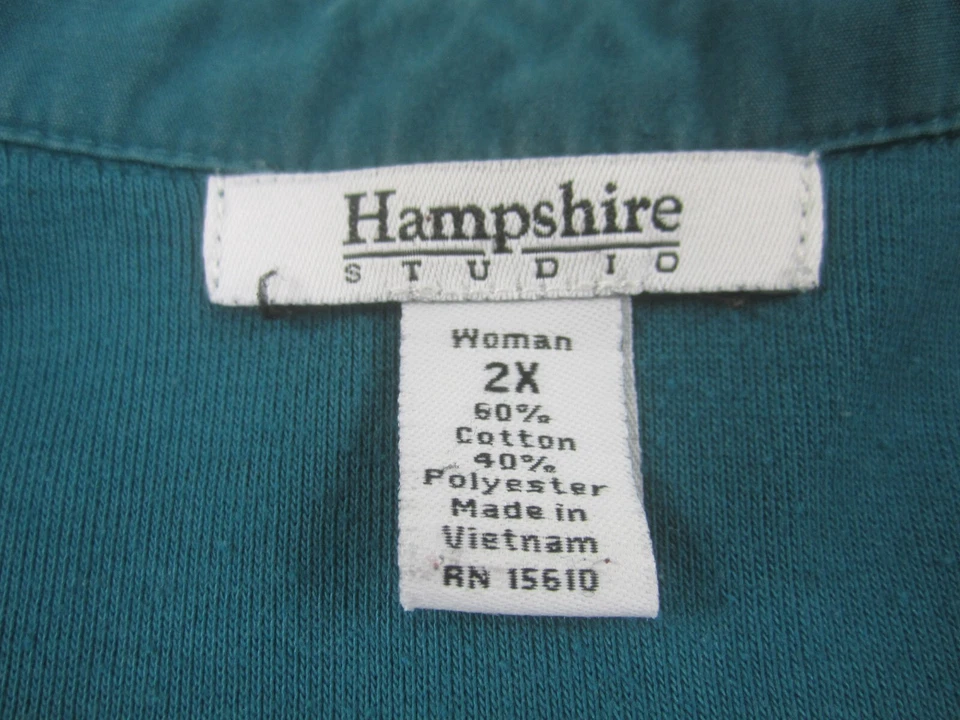 Hampshire
STUDIO
Woman
2X
60%
Cotton
40%
Polyester
Made in
Vietnam
RN 15610